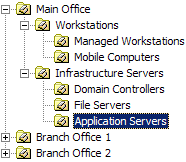 Main Office
Workstations
Managed Workstations
Mobile Computers
Infrastructure Servers
Domain Controllers
File Servers
Application Servers
Branch Office 1
Branch Office 2